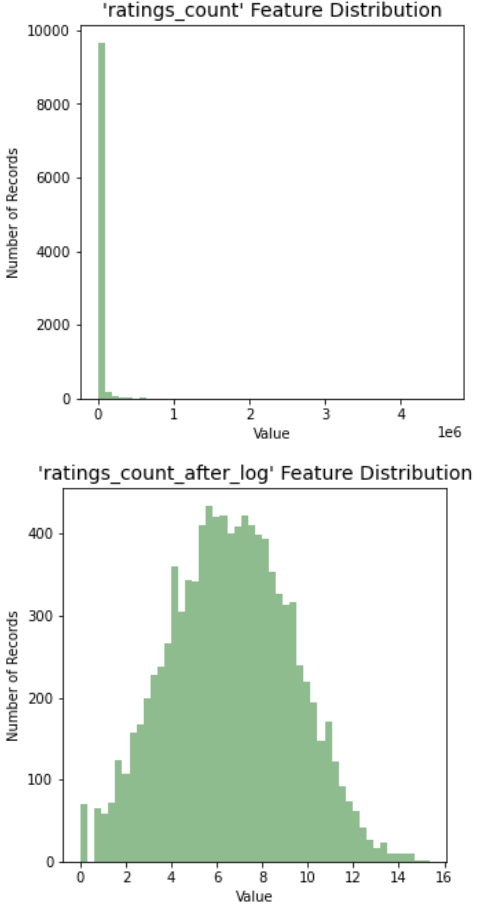 'ratings_count' Feature Distribution
10000
8000
6000
4000
2000
0
Number of Records
0 1 2 3 4
1e6
Value
'ratings_count_after_log' Feature Distribution
400
300
200
100
0
Number of Records
0 2 4 6 8 10 12 14 16
Value